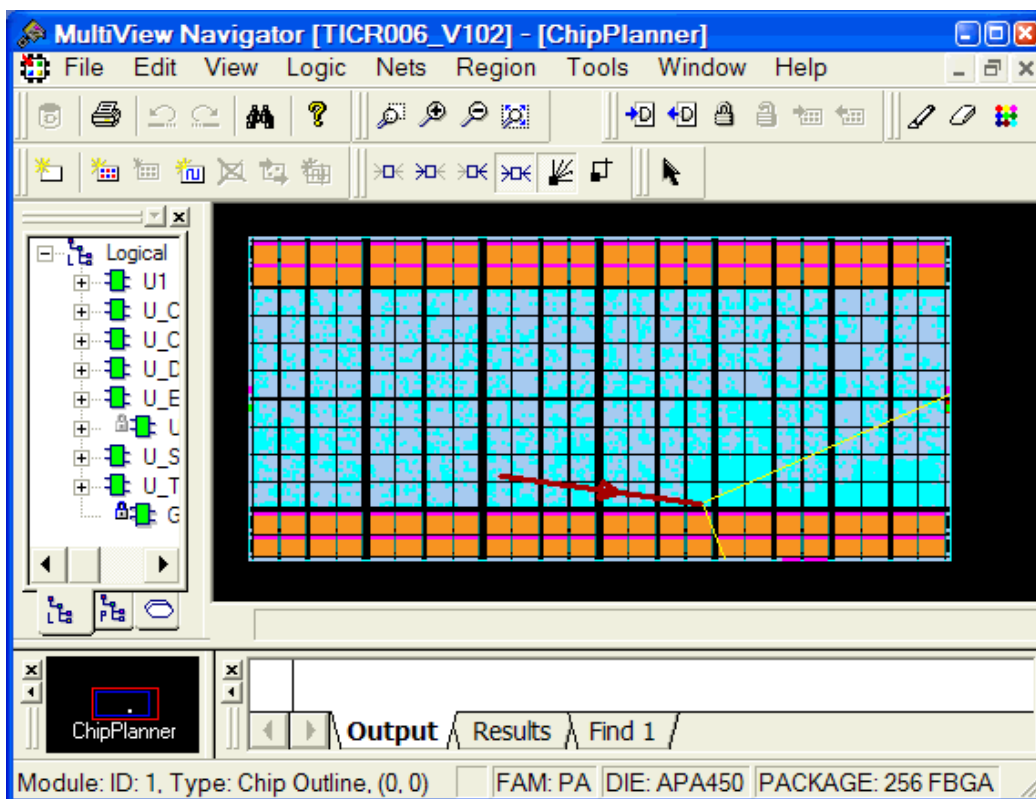 MultiView Navigator [TICR006_V102] - [ChipPlanner]
File Edit View Logic Nets Region Tools Window Help
Logical
U1
U_C
U_C
U_D
U_E
U
U_S
U_T
G
ChipPlanner
Output Results Find 1
Module: ID: 1, Type: Chip Outline, (0, 0) FAM: PA DIE: APA450 PACKAGE: 256 FBGA